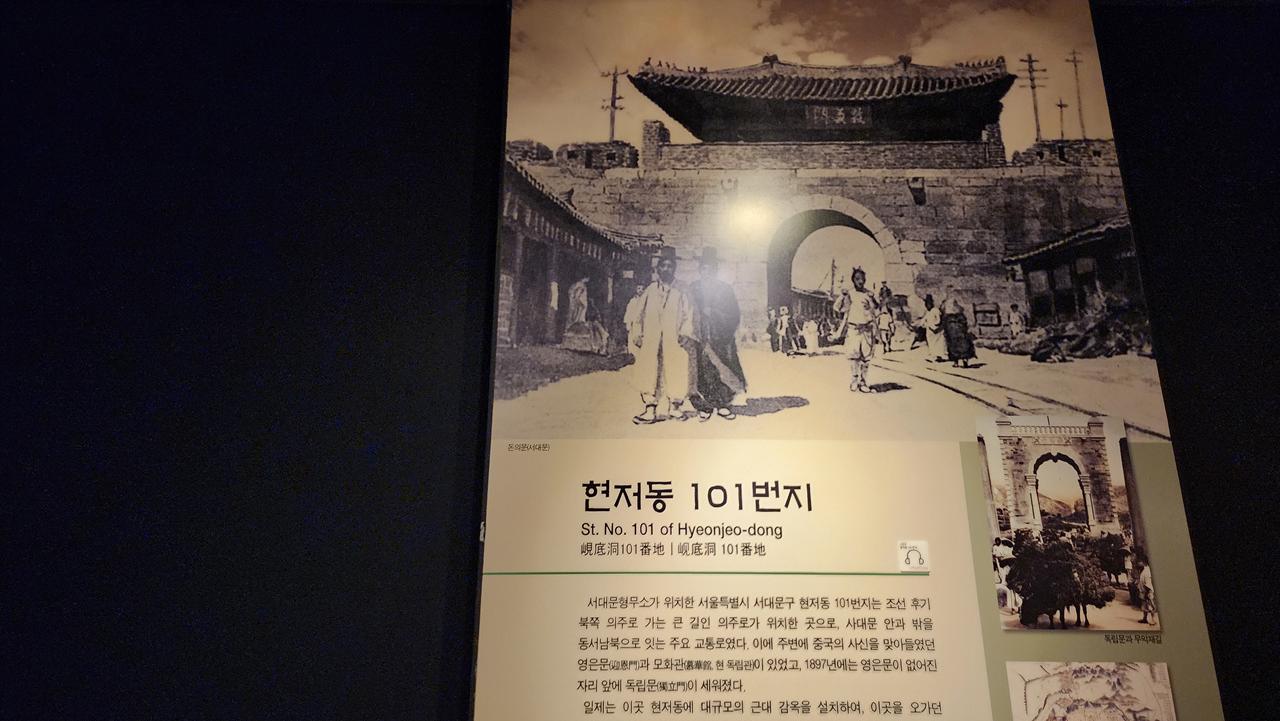 敦義門
돈의문(서대문)
현저동 101번지
St. No. 101 of Hyeonjeo-dong
峴底洞101番地 | 岘底洞 101番地
서대문형무소가 위치한 서울특별시 서대문구 현저동 101번지는 조선 후기
북쪽 의주로 가는 큰 길인 의주로가 위치한 곳으로, 사대문 안과 밖을
동서남북으로 잇는 주요 교통로였다. 이에 주변에 중국의 사신을 맞아들였던
영은문(迎恩門)과 모화관(慕華館, 현 독립관)이 있었고, 1897년에는 영은문이 없어진
자리 앞에 독립문(獨立門)이 세워졌다.
일제는 이곳 현저동에 대규모의 근대 감옥을 설치하여, 이곳을 오가던
독립문과 무악재길